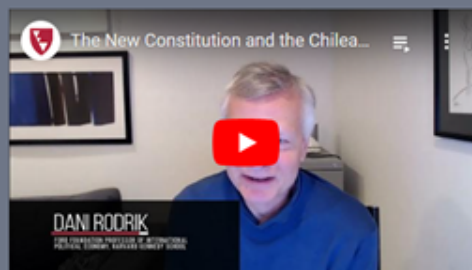 The New Constitution and the Chilea...
DANI RODRIK
FORD FOUNDATION PROFESSOR OF INTERNATIONAL
POLITICAL ECONOMY, HARVARD KENNEDY SCHOOL